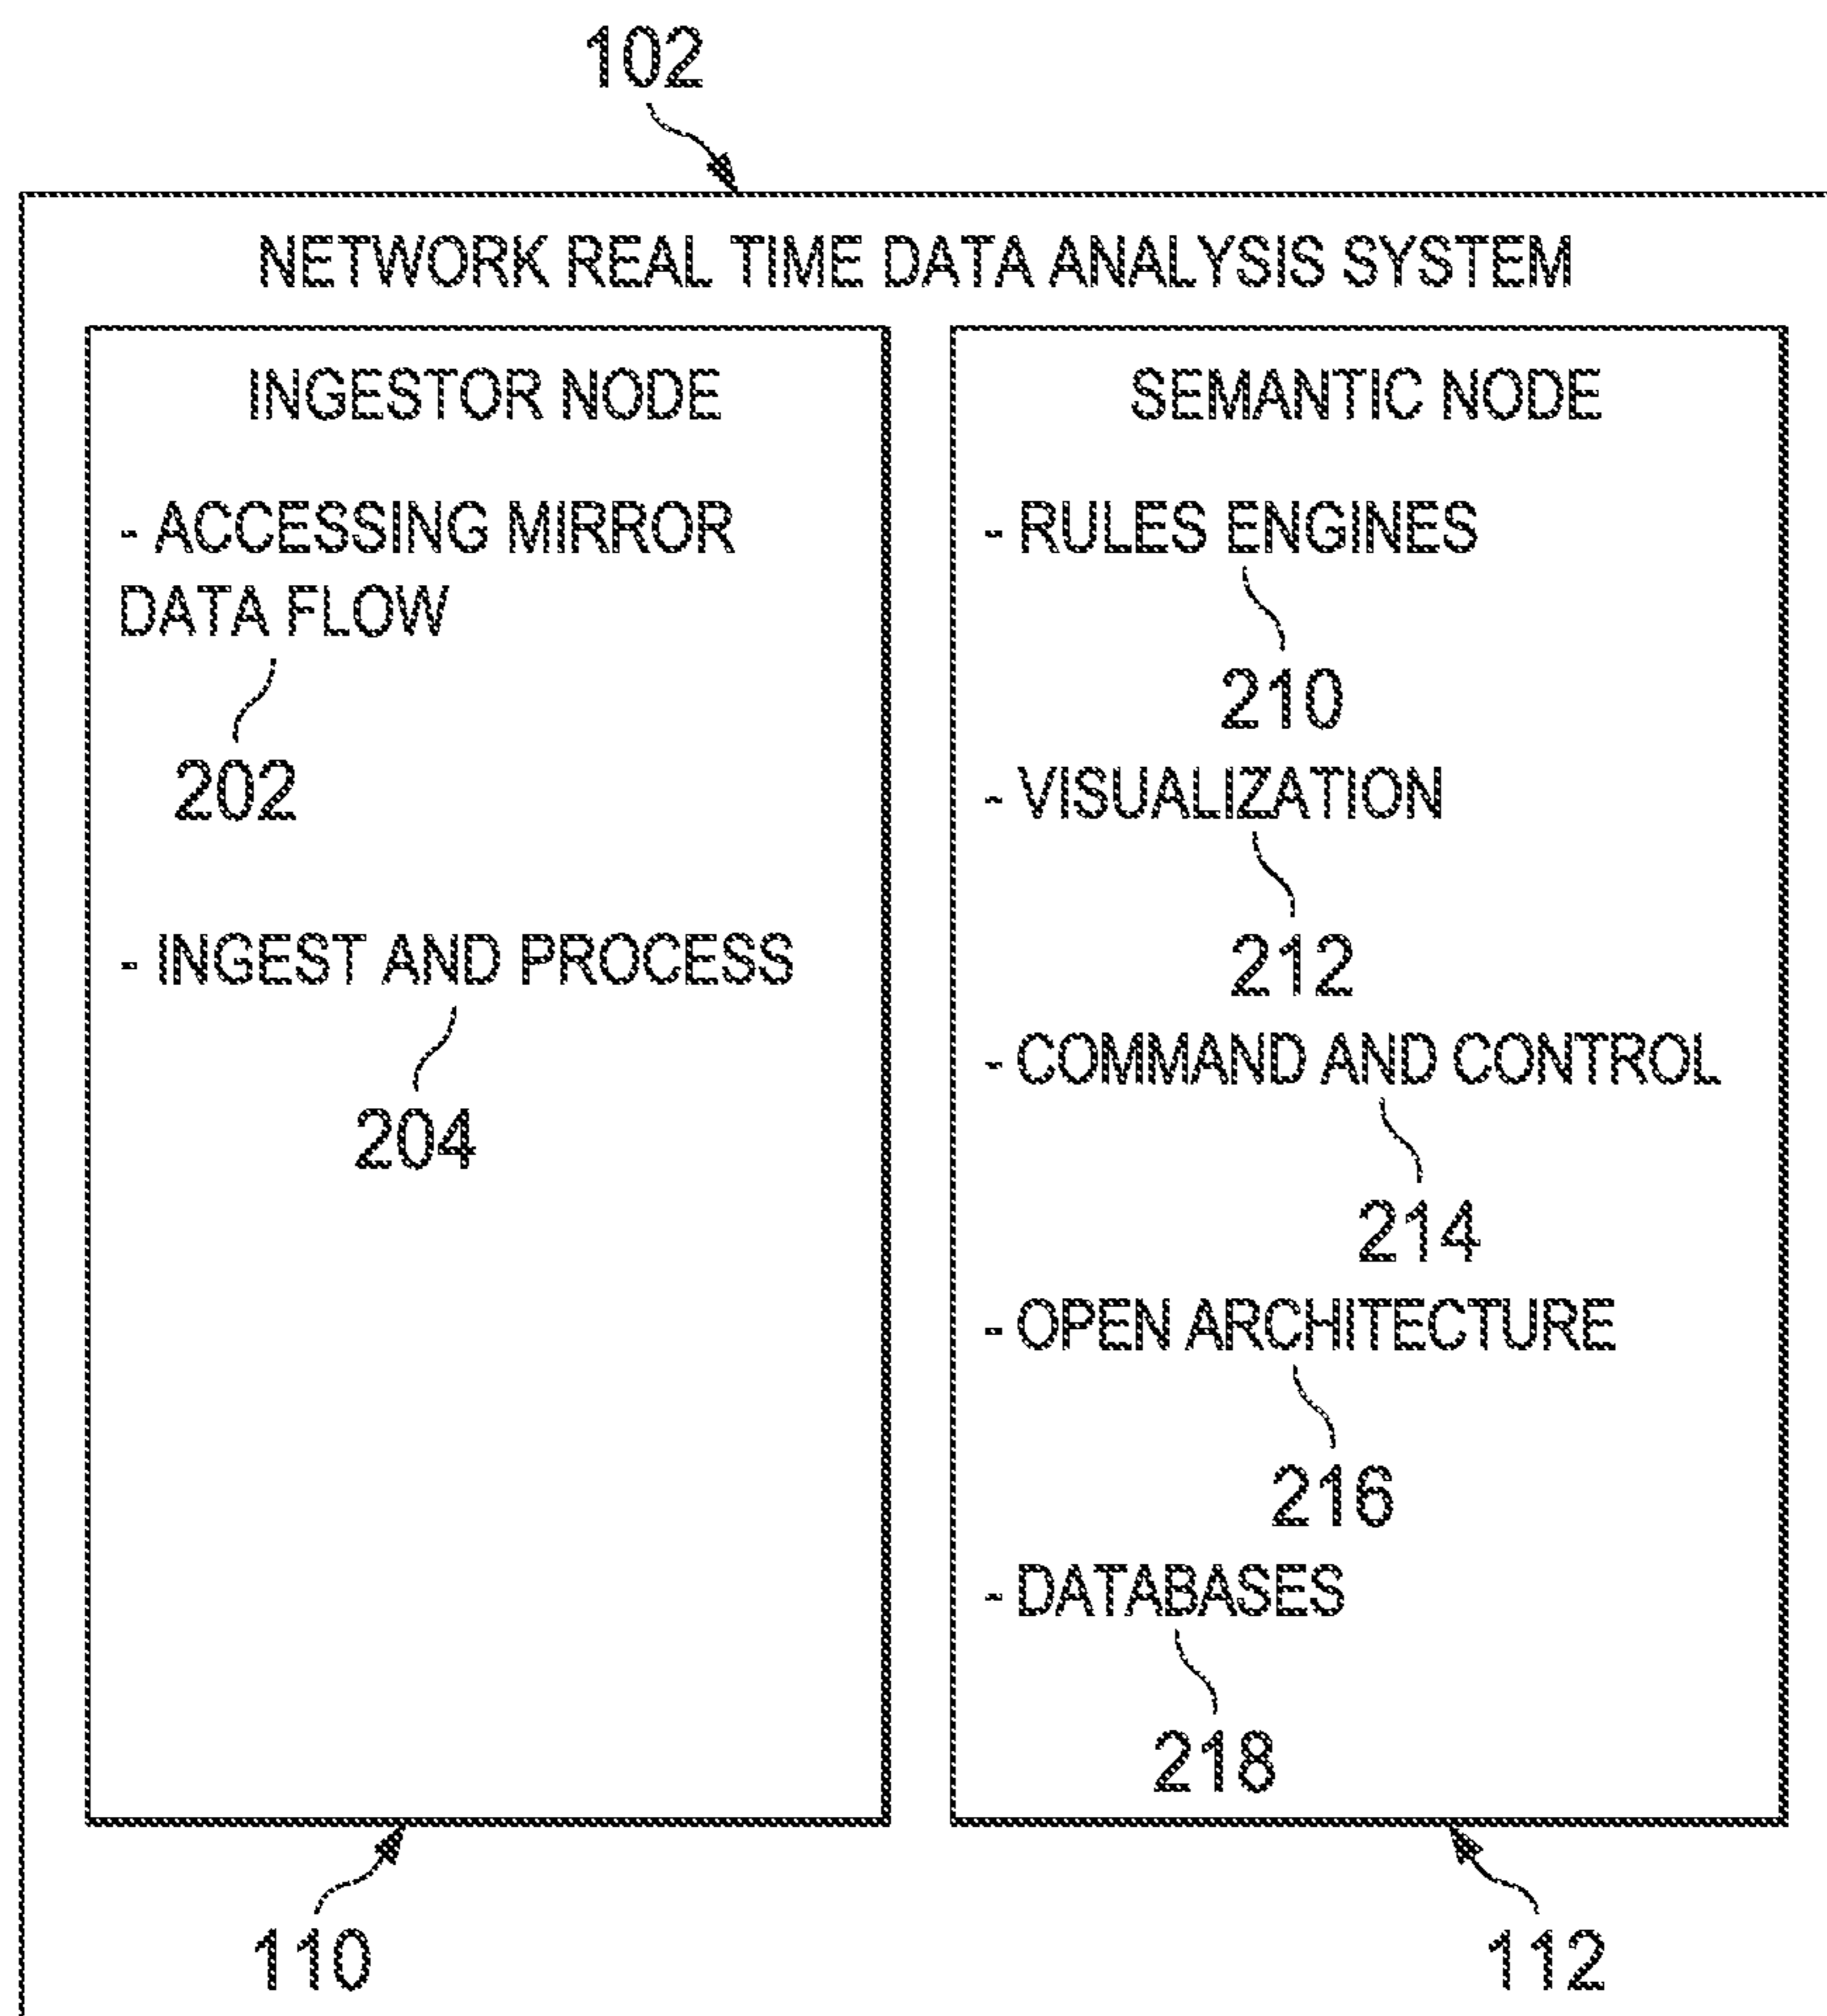 102
NETWORK REAL TIME DATA ANALYSIS SYSTEM
INGESTOR NODE
- ACCESSING MIRROR
DATA FLOW
202
- INGEST AND PROCESS
204
110
SEMANTIC NODE
- RULES ENGINES
210
- VISUALIZATION
212
- COMMAND AND CONTROL
214
- OPEN ARCHITECTURE
216
- DATABASES
218
112